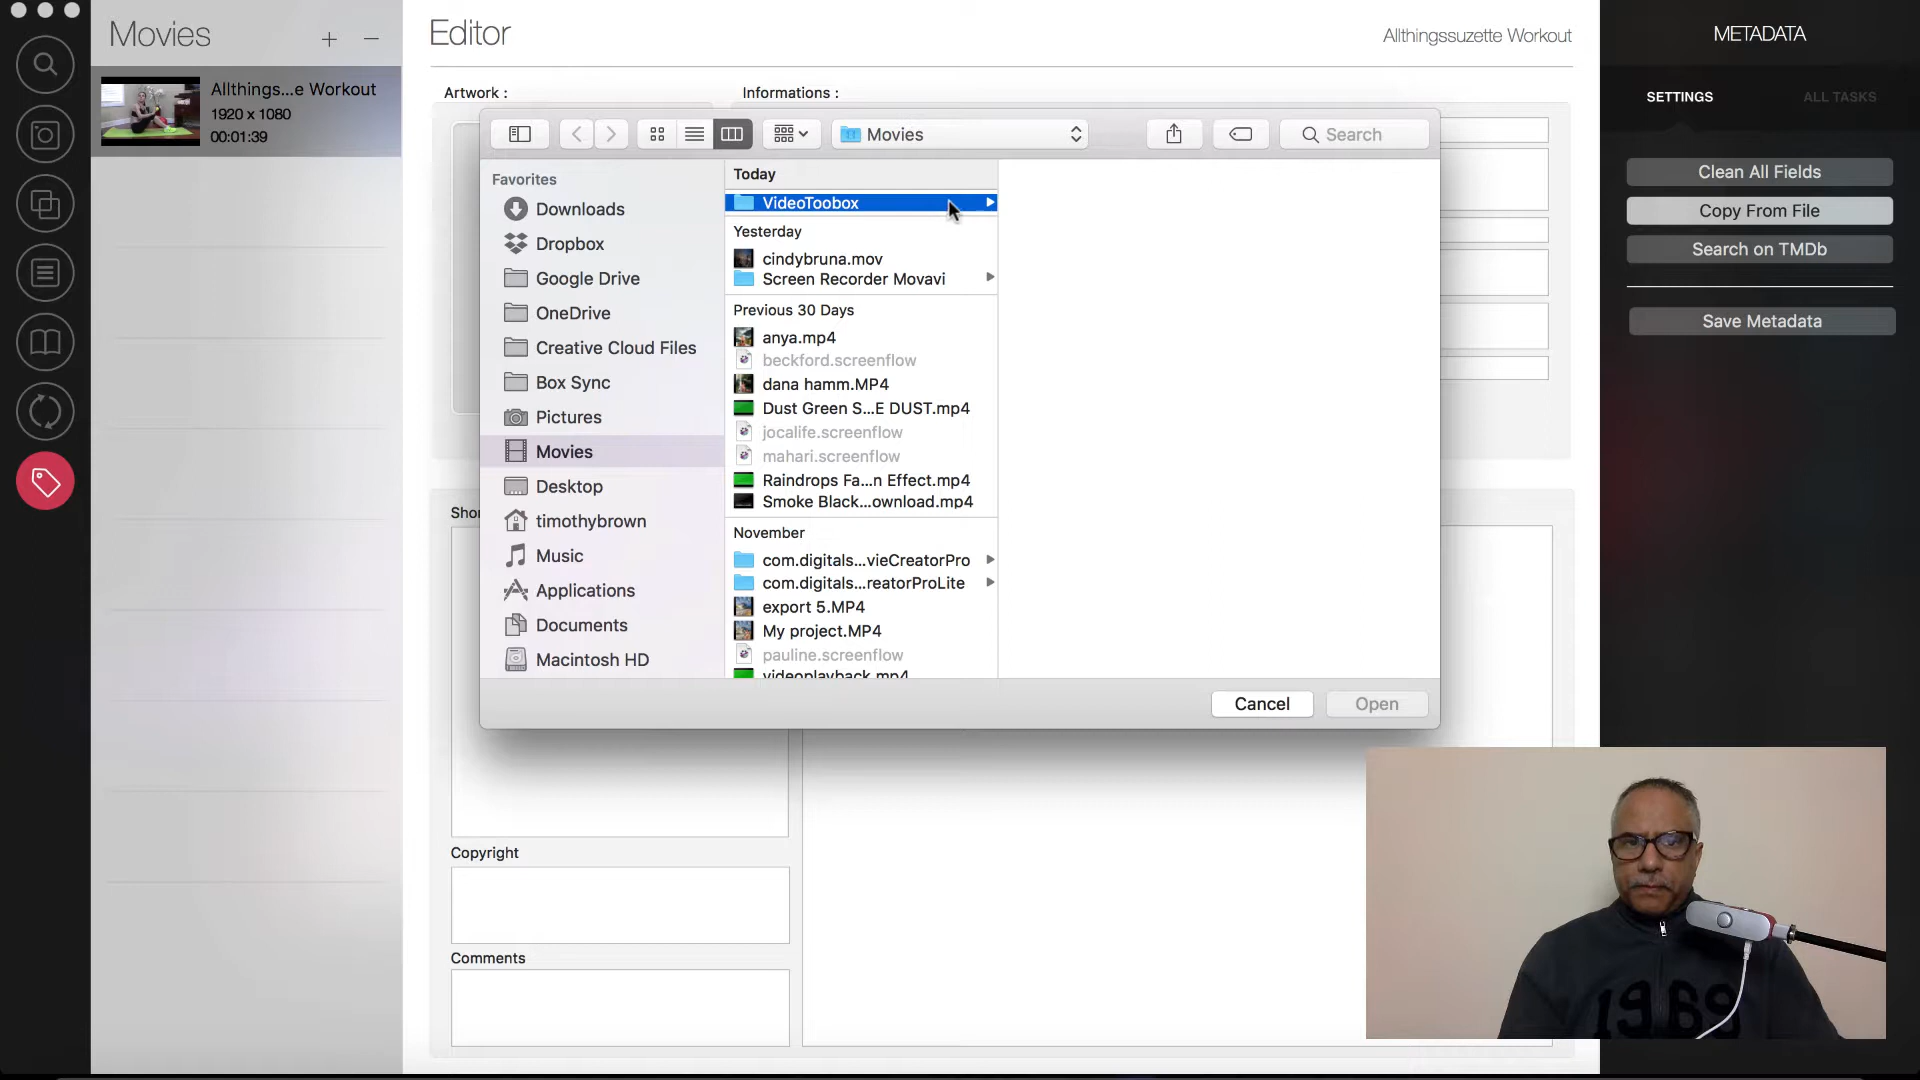 Movies
+ −
Allthings...e Workout
1920 x 1080
00:01:39
Editor
Allthingssuzette Workout
Artwork :
Informations :
Movies
Search
Favorites
Downloads
Dropbox
Google Drive
OneDrive
Creative Cloud Files
Box Sync
Pictures
Movies
Desktop
timothybrown
Music
Applications
Documents
Macintosh HD
Today
VideoToobox
Yesterday
cindybruna.mov
Screen Recorder Movavi
Previous 30 Days
anya.mp4
beckford.screenflow
dana hamm.MP4
Dust Green S...E DUST.mp4
jocalife.screenflow
mahari.screenflow
Raindrops Fa...n Effect.mp4
Smoke Black...ownload.mp4
November
com.digitals...vieCreatorPro
com.digitals...reatorProLite
export 5.MP4
My project.MP4
pauline.screenflow
videoplayback.mp4
Cancel
Open
Shor
Copyright
Comments
METADATA
SETTINGS
ALL TASKS
Clean All Fields
Copy From File
Search on TMDb
Save Metadata
1969